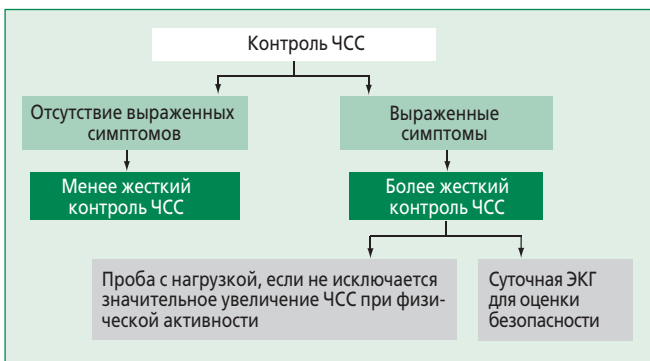 Контроль ЧСС
Отсутствие выраженных
симптомов
Выраженные
симптомы
Менее жесткий
контроль ЧСС
Более жесткий
контроль ЧСС
Проба с нагрузкой, если не исключается
значительное увеличение ЧСС при физи-
ческой активности
Суточная ЭКГ
для оценки
безопасности